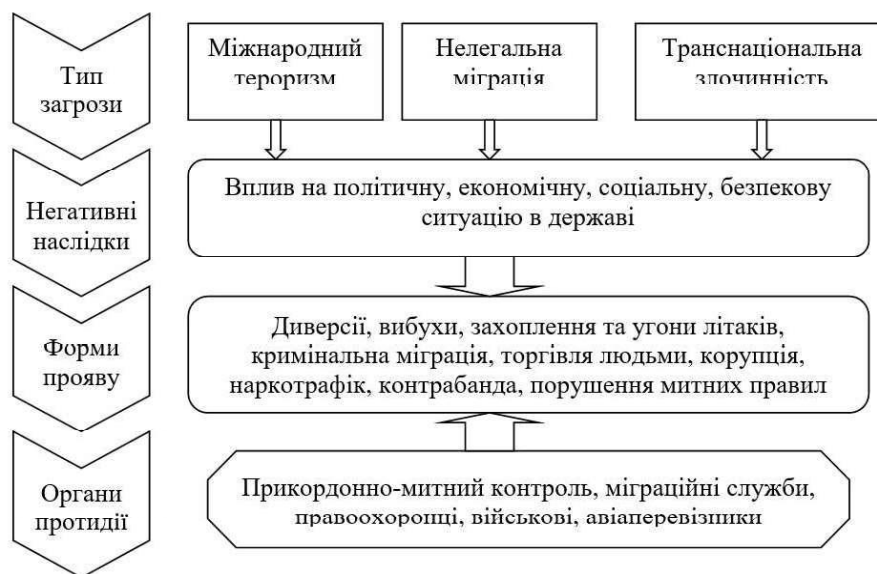 Тип
загрози
Міжнародний
тероризм
Нелегальна
міграція
Транснаціональна
злочинність
Негативні
наслідки
Вплив на політичну, економічну, соціальну, безпекову
ситуацію в державі
Форми
прояву
Диверсії, вибухи, захоплення та угони літаків,
кримінальна міграція, торгівля людьми, корупція,
наркотрафік, контрабанда, порушення митних правил
Органи
протидії
Прикордонно-митний контроль, міграційні служби,
правоохоронці, військові, авіаперевізники